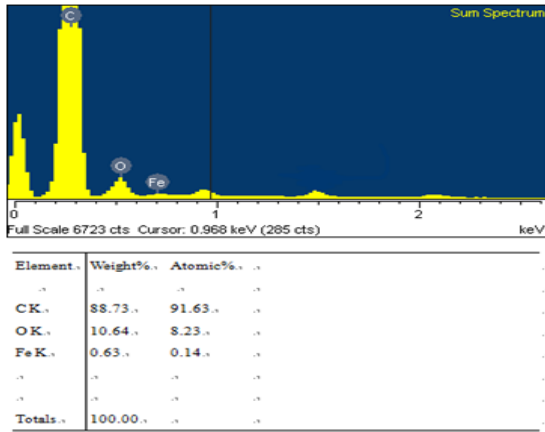 Sum Spectrum
C
O
Fe
0 1 2
Full Scale 6723 cts Cursor: 0.968 keV (285 cts) keV
Element Weight% Atomic%
C K 88.73 91.63
O K 10.64 8.23
Fe K 0.63 0.14
Totals 100.00